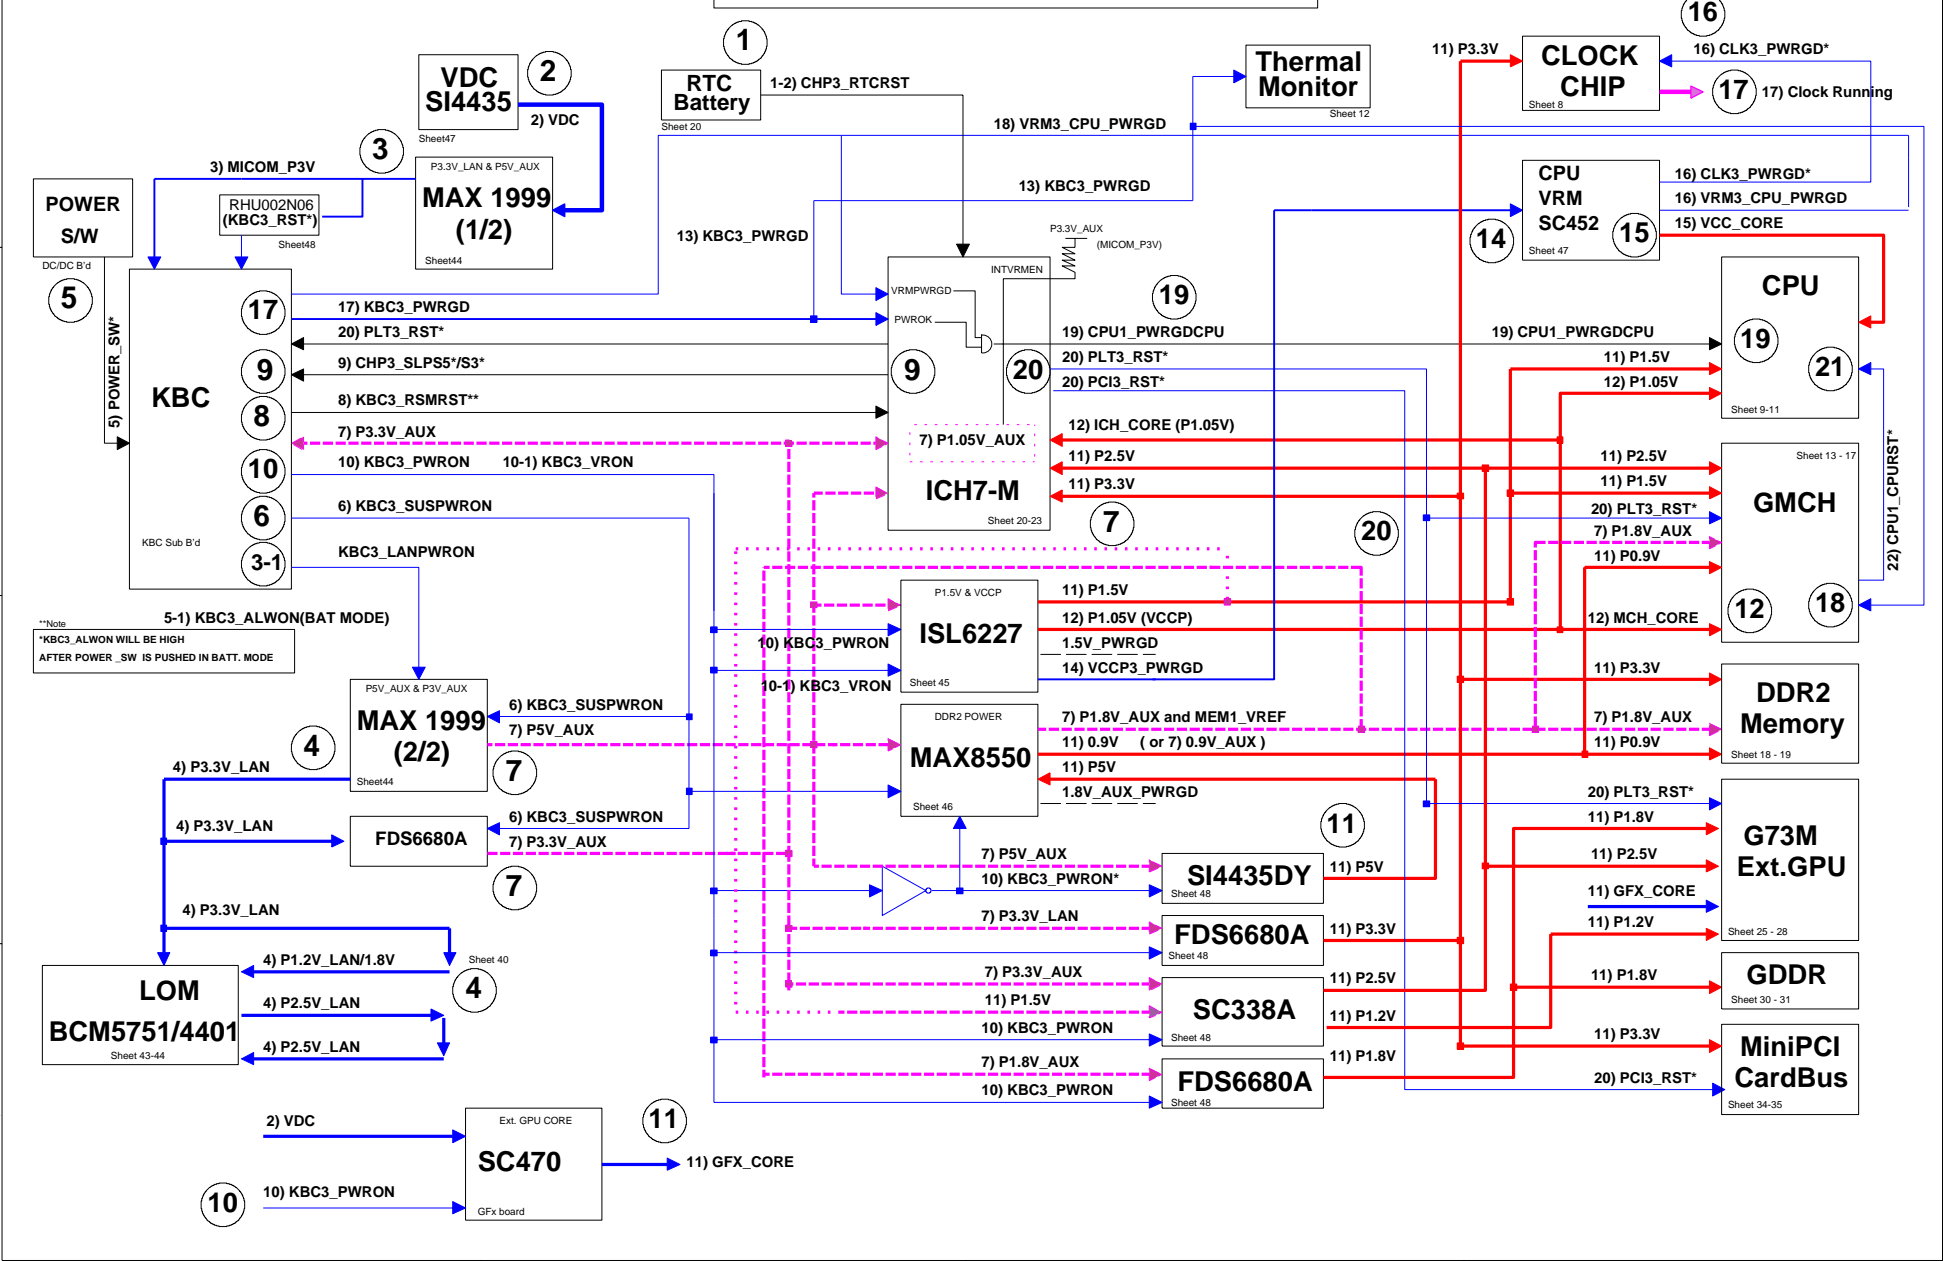 16
1
VDC
SI4435
Sheet47
2
2) VDC
RTC
Battery
Sheet 20
1-2) CHP3_RTCRST
Thermal
Monitor
Sheet 12
11) P3.3V
CLOCK
CHIP
Sheet 8
16) CLK3_PWRGD*
17
17) Clock Running
18) VRM3_CPU_PWRGD
3
3) MICOM_P3V
P3.3V_LAN & P5V_AUX
MAX 1999
(1/2)
Sheet44
RHU002N06
(KBC3_RST*)
Sheet48
POWER
S/W
DC/DC B'd
5
5) POWER_SW*
13) KBC3_PWRGD
13) KBC3_PWRGD
P3.3V_AUX
(MICOM_P3V)
14
CPU
VRM
SC452
Sheet 47
15
16) CLK3_PWRGD*
16) VRM3_CPU_PWRGD
15) VCC_CORE
KBC
KBC Sub B'd
17
9
8
10
6
3-1
17) KBC3_PWRGD
20) PLT3_RST*
9) CHP3_SLPS5*/S3*
8) KBC3_RSMRST**
7) P3.3V_AUX
10) KBC3_PWRON
10-1) KBC3_VRON
6) KBC3_SUSPWRON
KBC3_LANPWRON
INTVRMEN
VRMPWRGD
PWROK
9
20
7) P1.05V_AUX
ICH7-M
Sheet 20-23
19
19) CPU1_PWRGDCPU
20) PLT3_RST*
20) PCI3_RST*
12) ICH_CORE (P1.05V)
11) P2.5V
11) P3.3V
7
20
19) CPU1_PWRGDCPU
11) P1.5V
12) P1.05V
CPU
19
21
Sheet 9-11
11) P2.5V
11) P1.5V
20) PLT3_RST*
7) P1.8V_AUX
11) P0.9V
12) MCH_CORE
Sheet 13 - 17
GMCH
12
18
22) CPU1_CPURST*
5-1) KBC3_ALWON(BAT MODE)
**Note
*KBC3_ALWON WILL BE HIGH
AFTER POWER _SW  IS PUSHED IN BATT. MODE
P1.5V & VCCP
ISL6227
Sheet 45
10) KBC3_PWRON
10-1) KBC3_VRON
11) P1.5V
12) P1.05V (VCCP)
1.5V_PWRGD
14) VCCP3_PWRGD
4
P5V_AUX & P3V_AUX
MAX 1999
(2/2)
Sheet44
6) KBC3_SUSPWRON
7) P5V_AUX
7
4) P3.3V_LAN
DDR2 POWER
MAX8550
Sheet 46
7) P1.8V_AUX and MEM1_VREF
11) 0.9V     ( or 7) 0.9V_AUX )
11) P5V
1.8V_AUX_PWRGD
11) P3.3V
7) P1.8V_AUX
11) P0.9V
DDR2
Memory
Sheet 18 - 19
4) P3.3V_LAN
FDS6680A
6) KBC3_SUSPWRON
7) P3.3V_AUX
7
11
7) P5V_AUX
10) KBC3_PWRON*
SI4435DY
Sheet 48
11) P5V
20) PLT3_RST*
11) P1.8V
11) P2.5V
11) GFX_CORE
11) P1.2V
G73M
Ext.GPU
Sheet 25 - 28
4) P3.3V_LAN
7) P3.3V_LAN
FDS6680A
Sheet 48
11) P3.3V
LOM
BCM5751/4401
Sheet 43-44
4) P1.2V_LAN/1.8V
4) P2.5V_LAN
4) P2.5V_LAN
Sheet 40
4
7) P3.3V_AUX
11) P1.5V
10) KBC3_PWRON
SC338A
Sheet 48
11) P2.5V
11) P1.2V
11) P1.8V
GDDR
Sheet 30 - 31
7) P1.8V_AUX
10) KBC3_PWRON
FDS6680A
Sheet 48
11) P1.8V
11) P3.3V
20) PCI3_RST*
MiniPCI
CardBus
Sheet 34-35
2) VDC
10) KBC3_PWRON
10
Ext. GPU CORE
SC470
GFx board
11
11) GFX_CORE